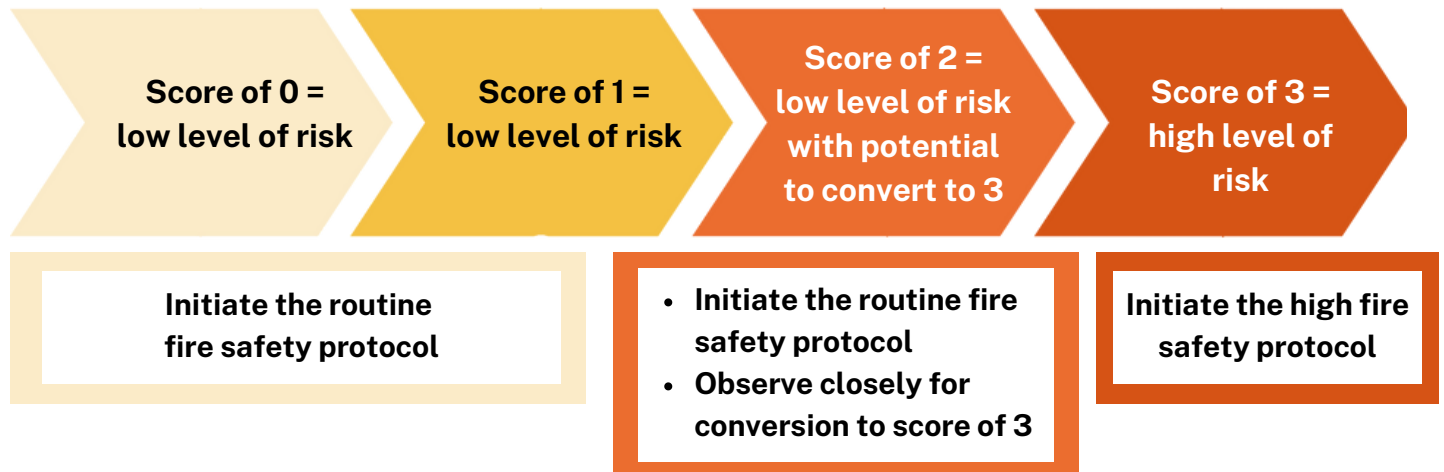 Score of 0 =
low level of risk
Score of 1 =
low level of risk
Score of 2 =
low level of risk
with potential
to convert to 3
Score of 3 =
high level of
risk
Initiate the routine
fire safety protocol
• Initiate the routine fire
safety protocol
• Observe closely for
conversion to score of 3
Initiate the high fire
safety protocol